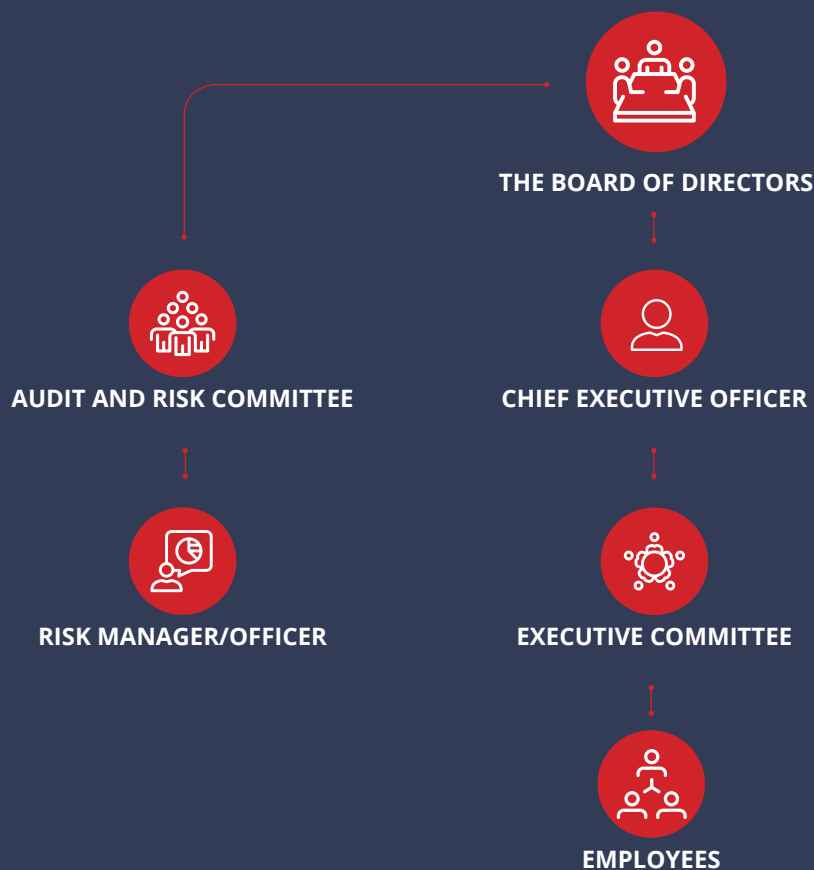 THE BOARD OF DIRECTORS
AUDIT AND RISK COMMITTEE
CHIEF EXECUTIVE OFFICER
RISK MANAGER/OFFICER
EXECUTIVE COMMITTEE
EMPLOYEES